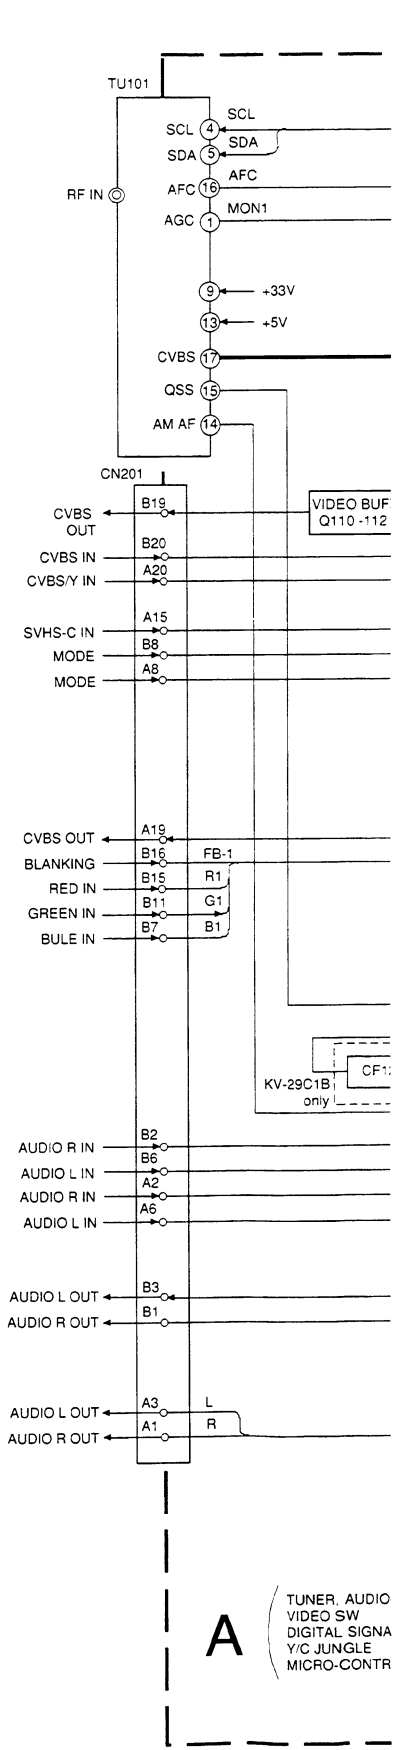 TU101
SCL 4 SCL
SDA 5 SDA
RF IN
AFC 16 AFC
AGC 1 MON1
9 +33V
13 +5V
CVBS 17
QSS 15
AM AF 14
CN201
CVBS OUT B19
VIDEO BUF
Q110 -112
CVBS IN B20
CVBS/Y IN A20
SVHS-C IN A15
MODE B8
MODE A8
CVBS OUT A19
BLANKING B16 FB-1
RED IN B15 R1
GREEN IN B11 G1
BULE IN B7 B1
CF1
KV-29C1B
only
AUDIO R IN B2
AUDIO L IN B6
AUDIO R IN A2
AUDIO L IN A6
AUDIO L OUT B3
AUDIO R OUT B1
AUDIO L OUT A3 L
AUDIO R OUT A1 R
A
TUNER, AUDIO
VIDEO SW
DIGITAL SIGNA
Y/C JUNGLE
MICRO-CONTR